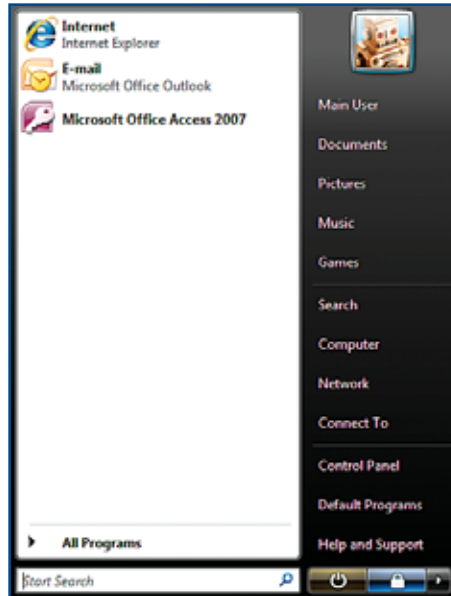 Internet
Internet Explorer
E-mail
Microsoft Office Outlook
Microsoft Office Access 2007
All Programs
Start Search
Main User
Documents
Pictures
Music
Games
Search
Computer
Network
Connect To
Control Panel
Default Programs
Help and Support